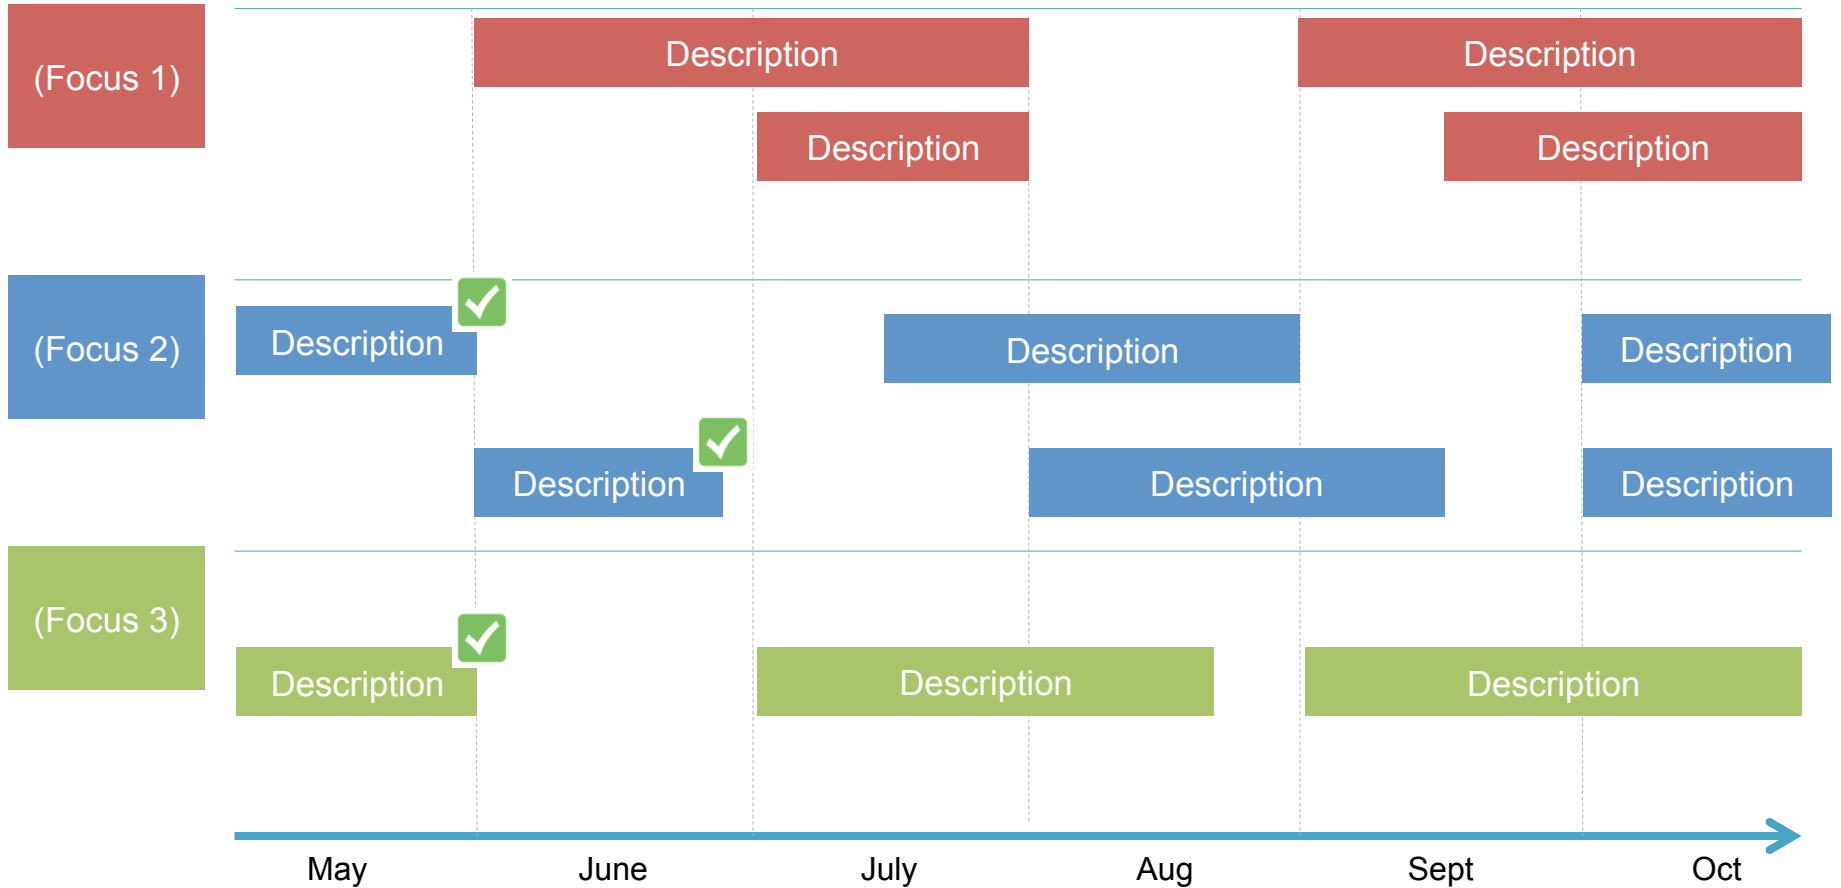 (Focus 1)
Description
Description
Description
Description
(Focus 2)
Description
Description
Description
Description
Description
Description
(Focus 3)
Description
Description
Description
May
June
July
Aug
Sept
Oct